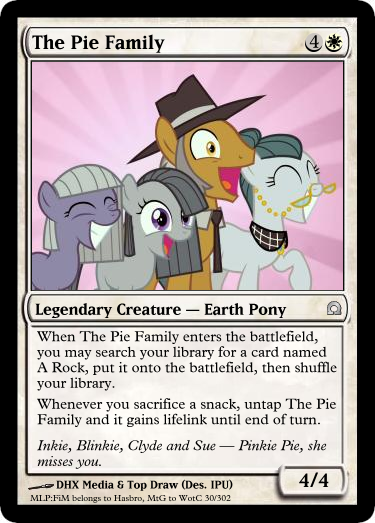 The Pie Family 4
Legendary Creature — Earth Pony
When The Pie Family enters the battlefield,
you may search your library for a card named
A Rock, put it onto the battlefield, then shuffle
your library.
Whenever you sacrifice a snack, untap The Pie
Family and it gains lifelink until end of turn.
Inkie, Blinkie, Clyde and Sue — Pinkie Pie, she
misses you.
4/4
DHX Media & Top Draw (Des. IPU)
MLP:FiM belongs to Hasbro, MtG to WotC 30/302